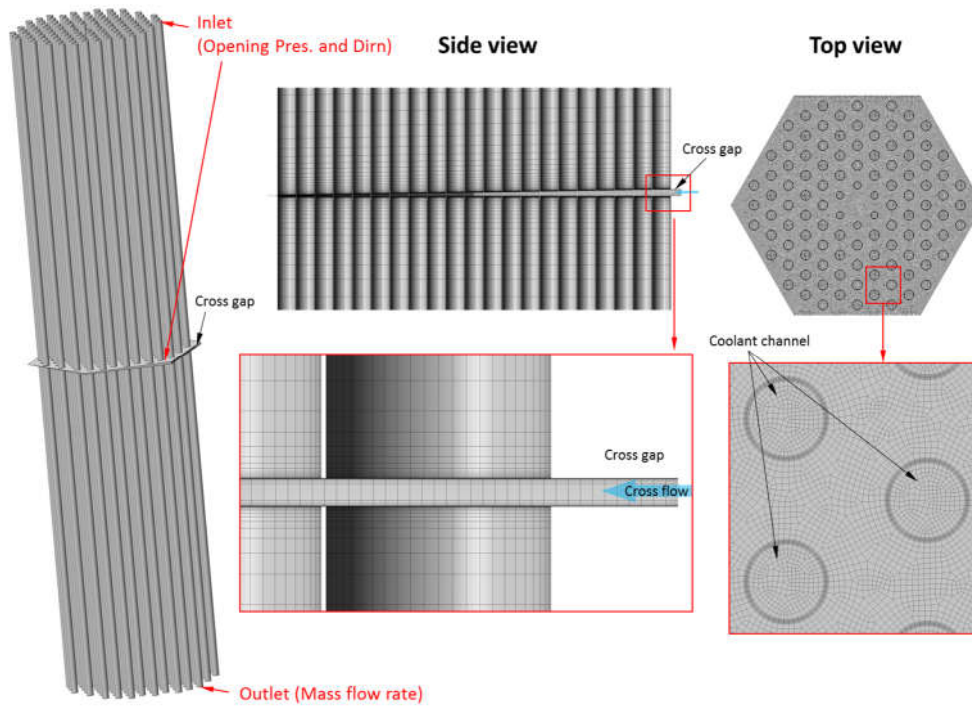 Inlet
(Opening Pres. and Dirn)
Side view
Top view
Cross gap
Cross gap
Coolant channel
Cross gap
Cross flow
Outlet (Mass flow rate)